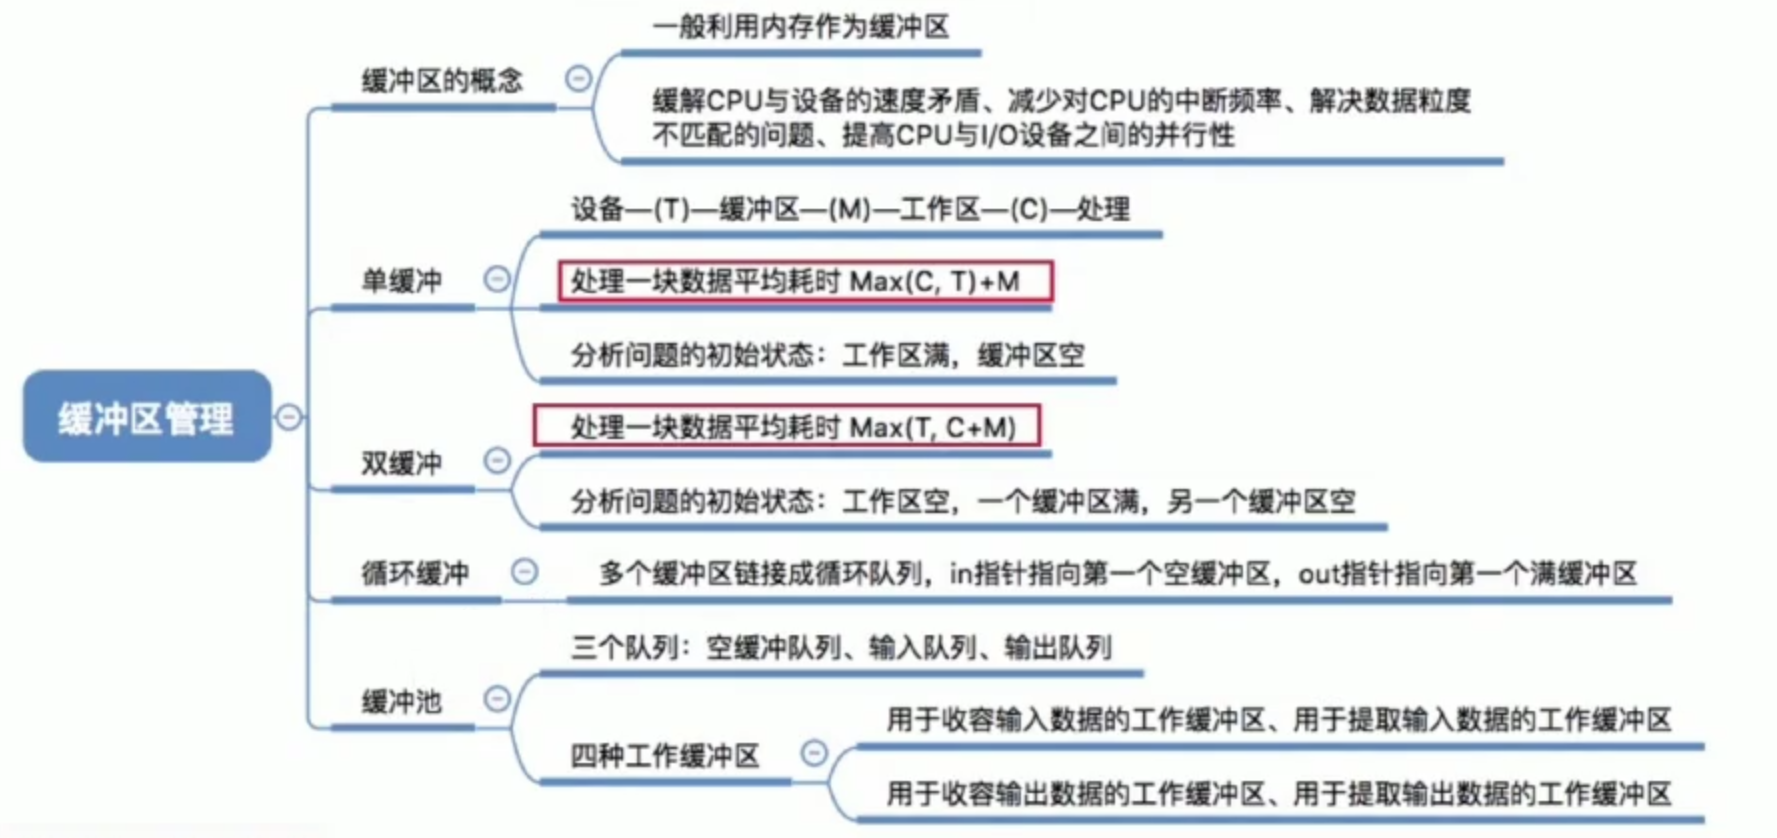 一般利用内存作为缓冲区
缓冲区的概念
缓解CPU与设备的速度矛盾、减少对CPU的中断频率、解决数据粒度
不匹配的问题、提高CPU与I/O设备之间的并行性
设备—(T)—缓冲区—(M)—工作区—(C)—处理
单缓冲
处理一块数据平均耗时 Max(C, T)+M
分析问题的初始状态：工作区满，缓冲区空
缓冲区管理
处理一块数据平均耗时 Max(T, C+M)
双缓冲
分析问题的初始状态：工作区空，一个缓冲区满，另一个缓冲区空
循环缓冲
多个缓冲区链接成循环队列，in指针指向第一个空缓冲区，out指针指向第一个满缓冲区
三个队列：空缓冲队列、输入队列、输出队列
缓冲池
四种工作缓冲区
用于收容输入数据的工作缓冲区、用于提取输入数据的工作缓冲区
用于收容输出数据的工作缓冲区、用于提取输出数据的工作缓冲区